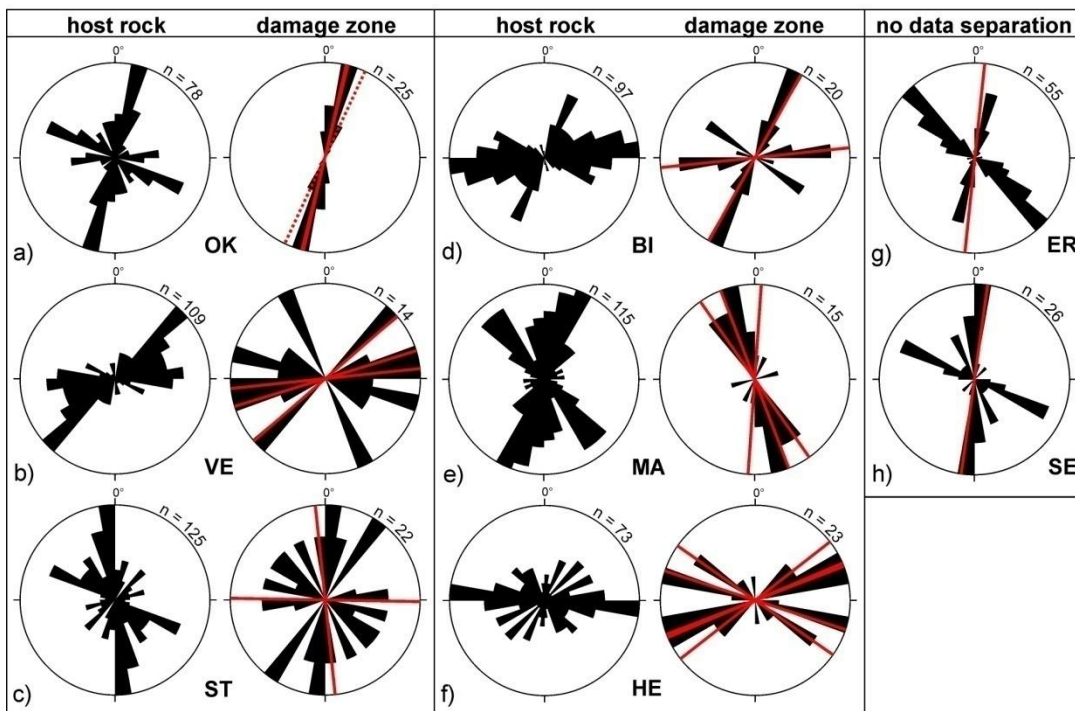 host rock damage zone host rock damage zone no data separation
0° 0° 0° 0° 0°
n = 78 n = 25 n = 97 n = 20 n = 55
a) OK d) BI g) ER
0° 0° 0° 0° 0°
n = 109 n = 14 n = 115 n = 15 n = 26
b) VE e) MA h) SE
0° 0° 0° 0°
n = 125 n = 22 n = 73 n = 23
c) ST f) HE